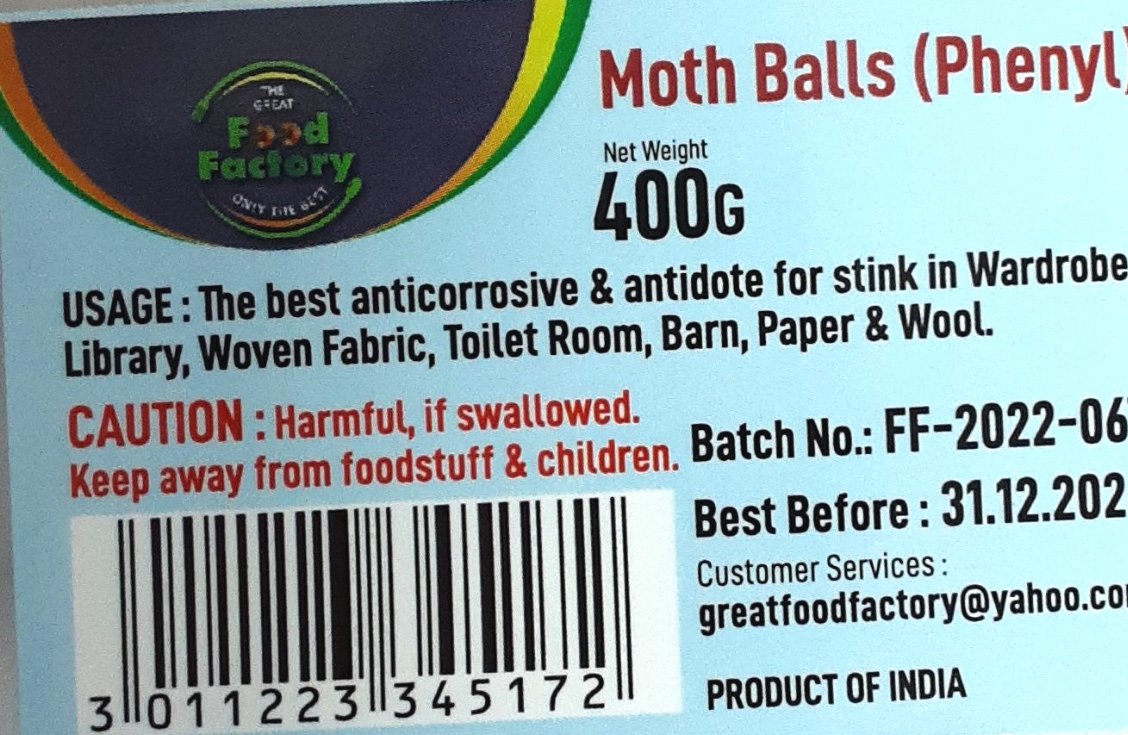 THE
GREAT
Food
Factory
ONLY THE BEST
Moth Balls (Phenyl)
Net Weight
400G
USAGE : The best anticorrosive & antidote for stink in Wardrobe
Library, Woven Fabric, Toilet Room, Barn, Paper & Wool.
CAUTION : Harmful, if swallowed.
Keep away from foodstuff & children.
Batch No.: FF-2022-06
Best Before : 31.12.202
Customer Services :
greatfoodfactory@yahoo.co
PRODUCT OF INDIA
3 011223 345172